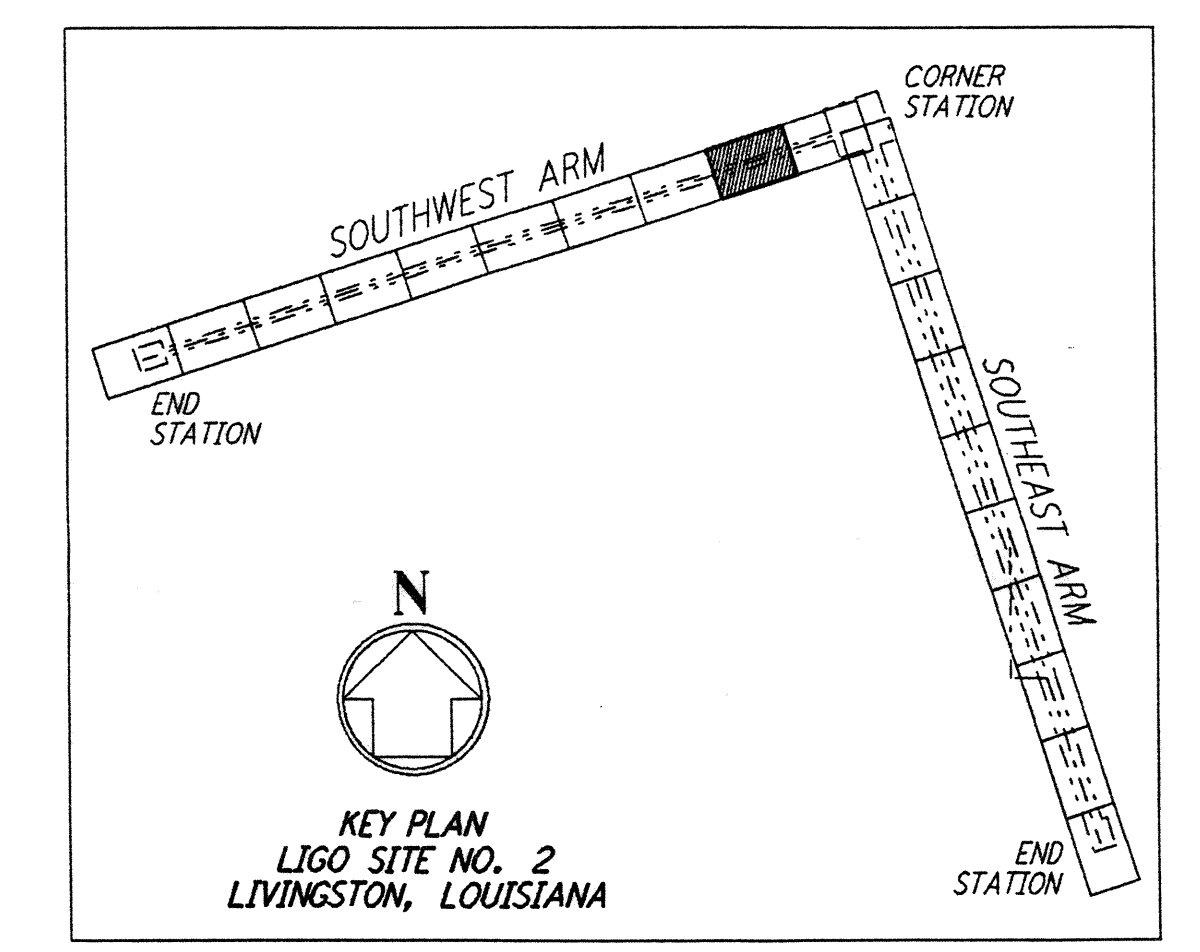 CORNER
STATION
SOUTHWEST ARM
END
STATION
SOUTHEAST ARM
N
KEY PLAN
LIGO SITE NO. 2
LIVINGSTON, LOUISIANA
END
STATION